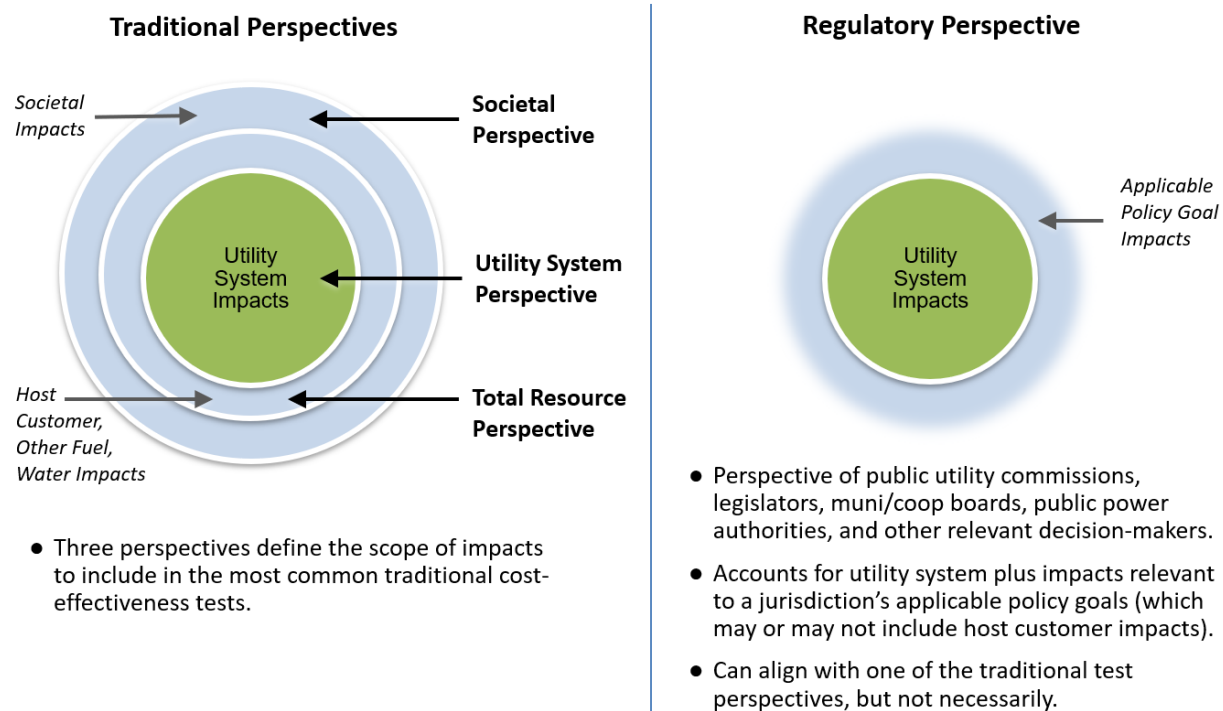 Traditional Perspectives
Societal
Impacts
Societal
Perspective
Utility
System
Impacts
Utility System
Perspective
Host
Customer,
Other Fuel,
Water Impacts
Total Resource
Perspective
● Three perspectives define the scope of impacts
to include in the most common traditional cost-
effectiveness tests.
Regulatory Perspective
Utility
System
Impacts
Applicable
Policy Goal
Impacts
● Perspective of public utility commissions,
legislators, muni/coop boards, public power
authorities, and other relevant decision-makers.
● Accounts for utility system plus impacts relevant
to a jurisdiction’s applicable policy goals (which
may or may not include host customer impacts).
● Can align with one of the traditional test
perspectives, but not necessarily.